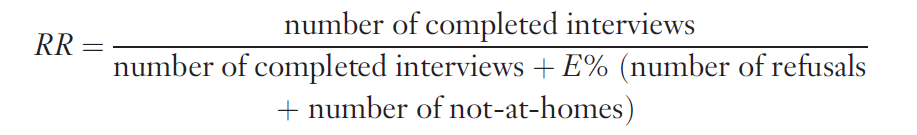 number of completed interviews
RR =
number of completed interviews + E% (number of refusals
+ number of not-at-homes)